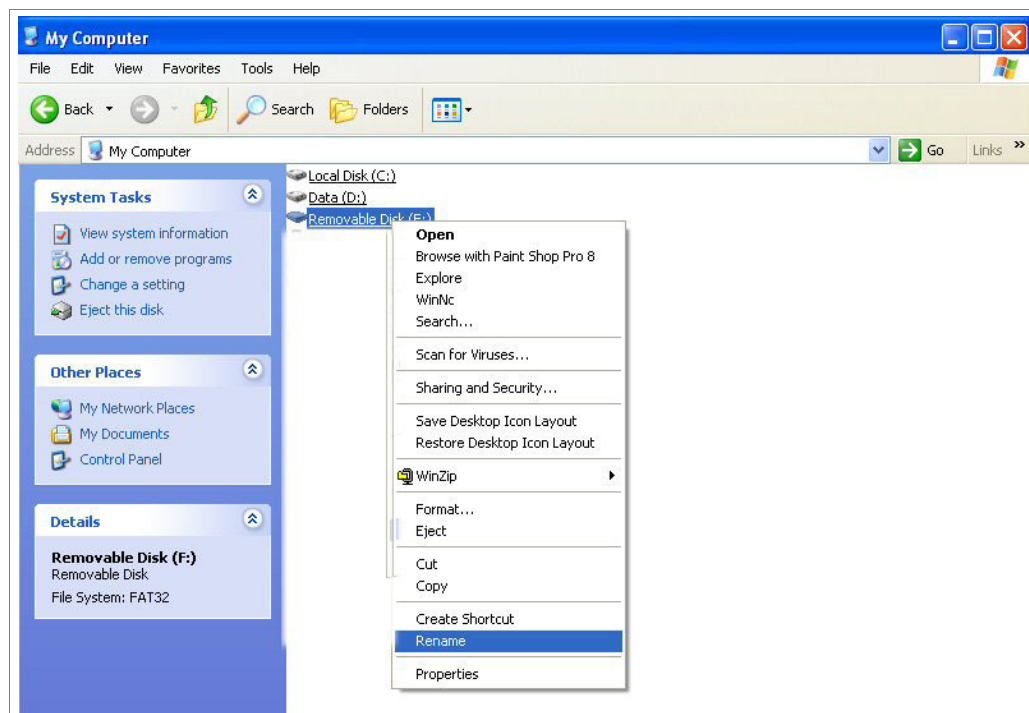 My Computer
File Edit View Favorites Tools Help
Back Search Folders
Address My Computer Go Links »
System Tasks
View system information
Add or remove programs
Change a setting
Eject this disk
Other Places
My Network Places
My Documents
Control Panel
Details
Removable Disk (F:)
Removable Disk
File System: FAT32
Local Disk (C:)
Data (D:)
Removable Disk (F:)
Open
Browse with Paint Shop Pro 8
Explore
WinNc
Search...
Scan for Viruses...
Sharing and Security...
Save Desktop Icon Layout
Restore Desktop Icon Layout
WinZip
Format...
Eject
Cut
Copy
Create Shortcut
Rename
Properties